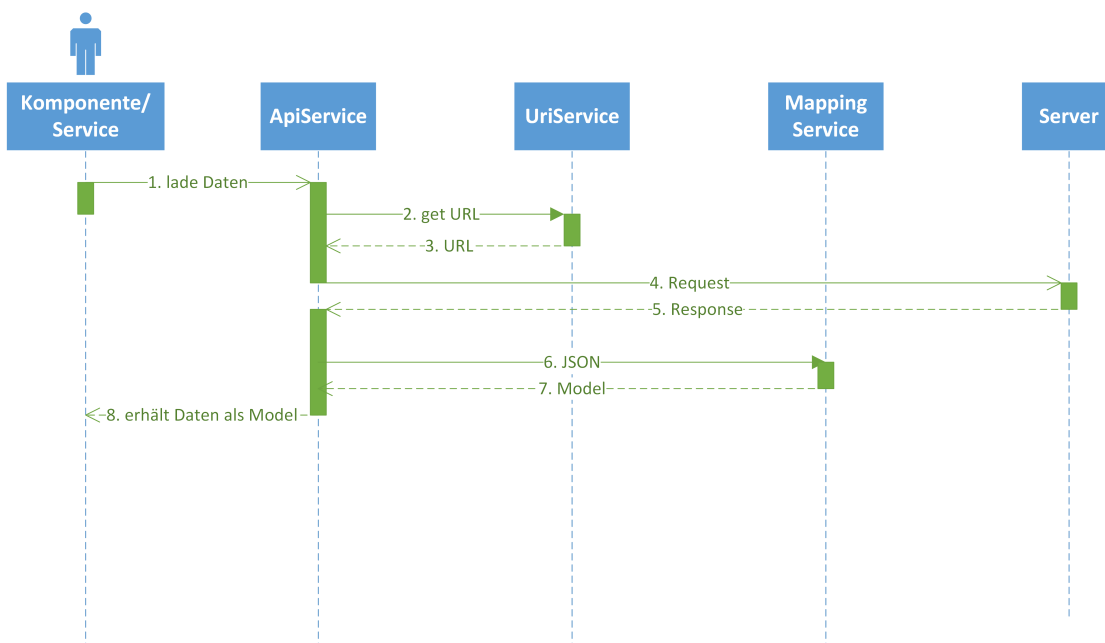 Komponente/
Service
ApiService
UriService
Mapping
Service
Server
1. lade Daten
2. get URL
3. URL
4. Request
5. Response
6. JSON
7. Model
8. erhält Daten als Model